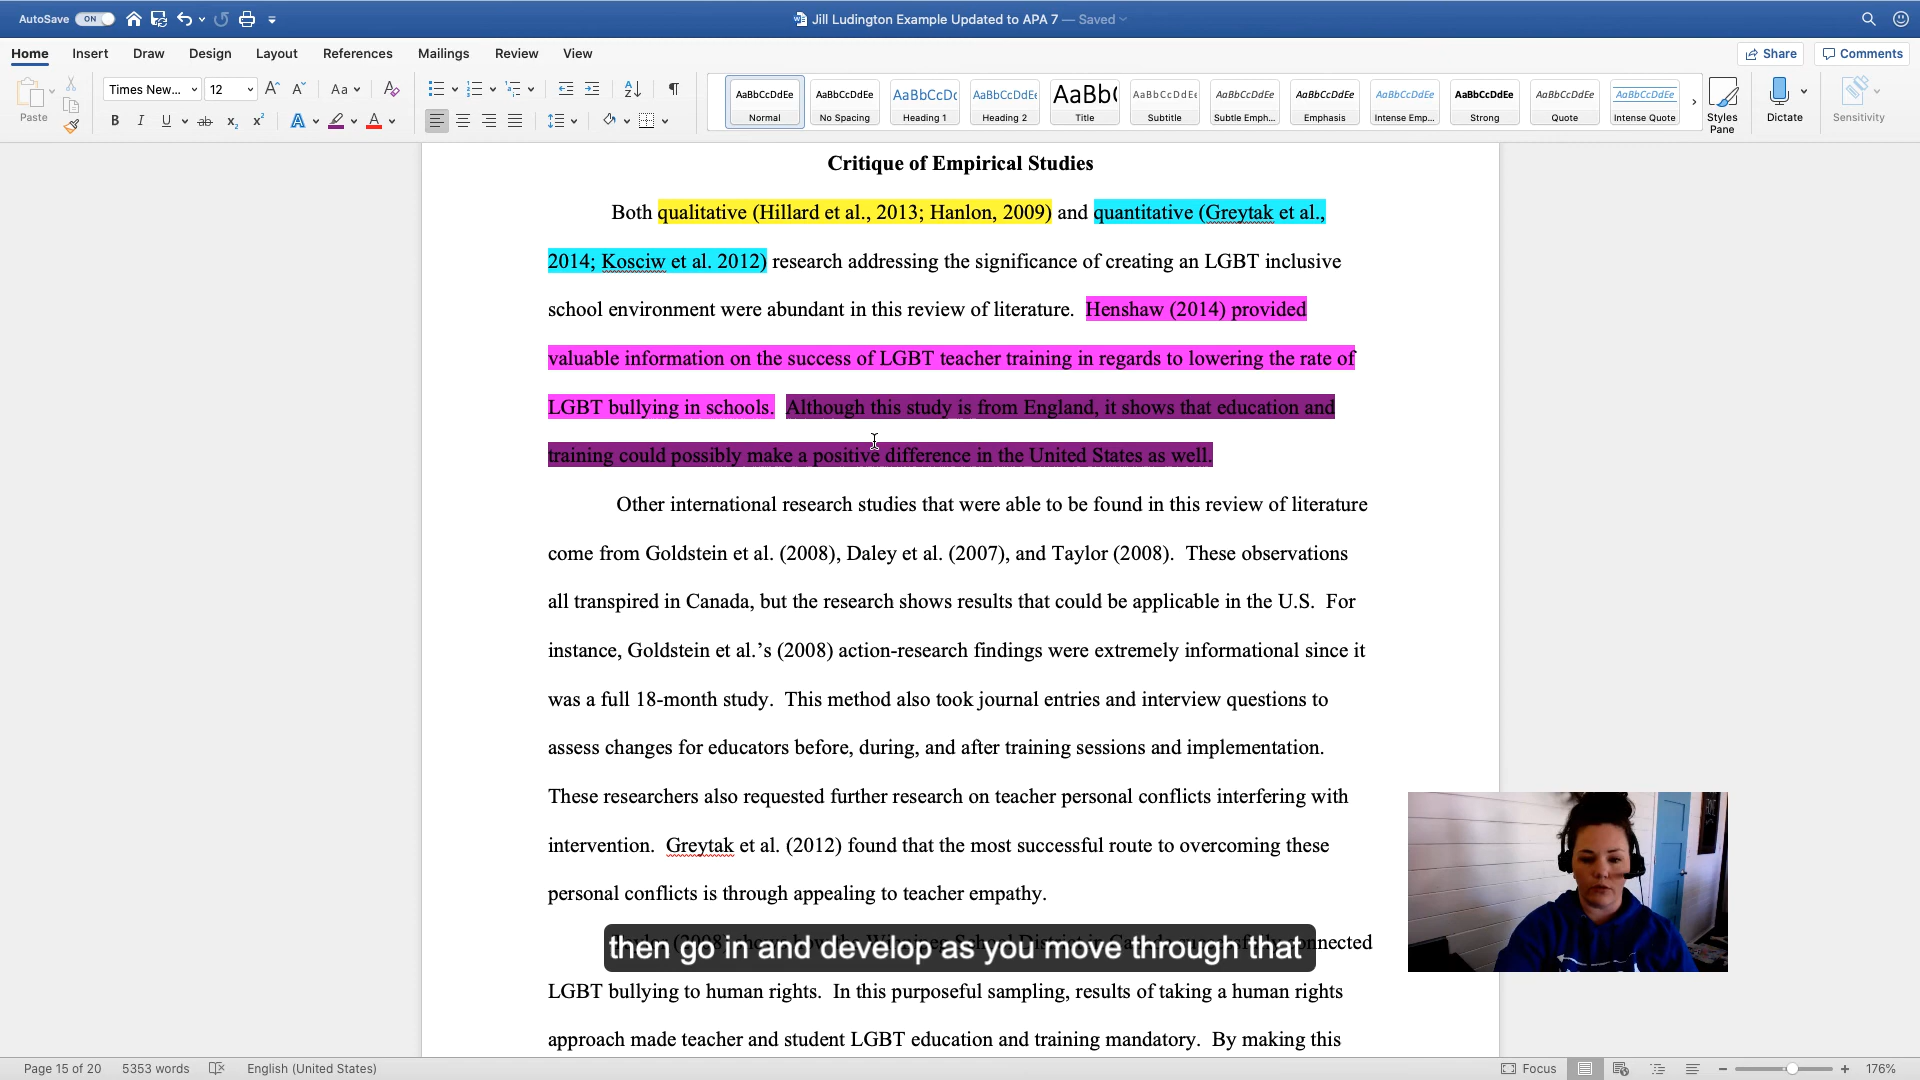 AutoSave ON
Jill Ludington Example Updated to APA 7 — Saved
Home Insert Draw Design Layout References Mailings Review View
Share Comments
Paste
Times New... 12
Aa
AaBbCcDdEe AaBbCcDdEe AaBbCcDc AaBbCcDdEe AaBb( AaBbCcDdEe AaBbCcDdEe AaBbCcDdEe AaBbCcDdEe AaBbCcDdEe AaBbCcDdEe AaBbCcDdEe
Normal No Spacing Heading 1 Heading 2 Title Subtitle Subtle Emph... Emphasis Intense Emp... Strong Quote Intense Quote
Styles Pane
Dictate
Sensitivity
Critique of Empirical Studies
Both qualitative (Hillard et al., 2013; Hanlon, 2009) and quantitative (Greytak et al.,
2014; Kosciw et al. 2012) research addressing the significance of creating an LGBT inclusive
school environment were abundant in this review of literature. Henshaw (2014) provided
valuable information on the success of LGBT teacher training in regards to lowering the rate of
LGBT bullying in schools. Although this study is from England, it shows that education and
training could possibly make a positive difference in the United States as well.
Other international research studies that were able to be found in this review of literature
come from Goldstein et al. (2008), Daley et al. (2007), and Taylor (2008). These observations
all transpired in Canada, but the research shows results that could be applicable in the U.S. For
instance, Goldstein et al.’s (2008) action-research findings were extremely informational since it
was a full 18-month study. This method also took journal entries and interview questions to
assess changes for educators before, during, and after training sessions and implementation.
These researchers also requested further research on teacher personal conflicts interfering with
intervention. Greytak et al. (2012) found that the most successful route to overcoming these
personal conflicts is through appealing to teacher empathy.
then go in and develop as you move through that
LGBT bullying to human rights. In this purposeful sampling, results of taking a human rights
approach made teacher and student LGBT education and training mandatory. By making this
Page 15 of 20 5353 words English (United States) Focus 176%